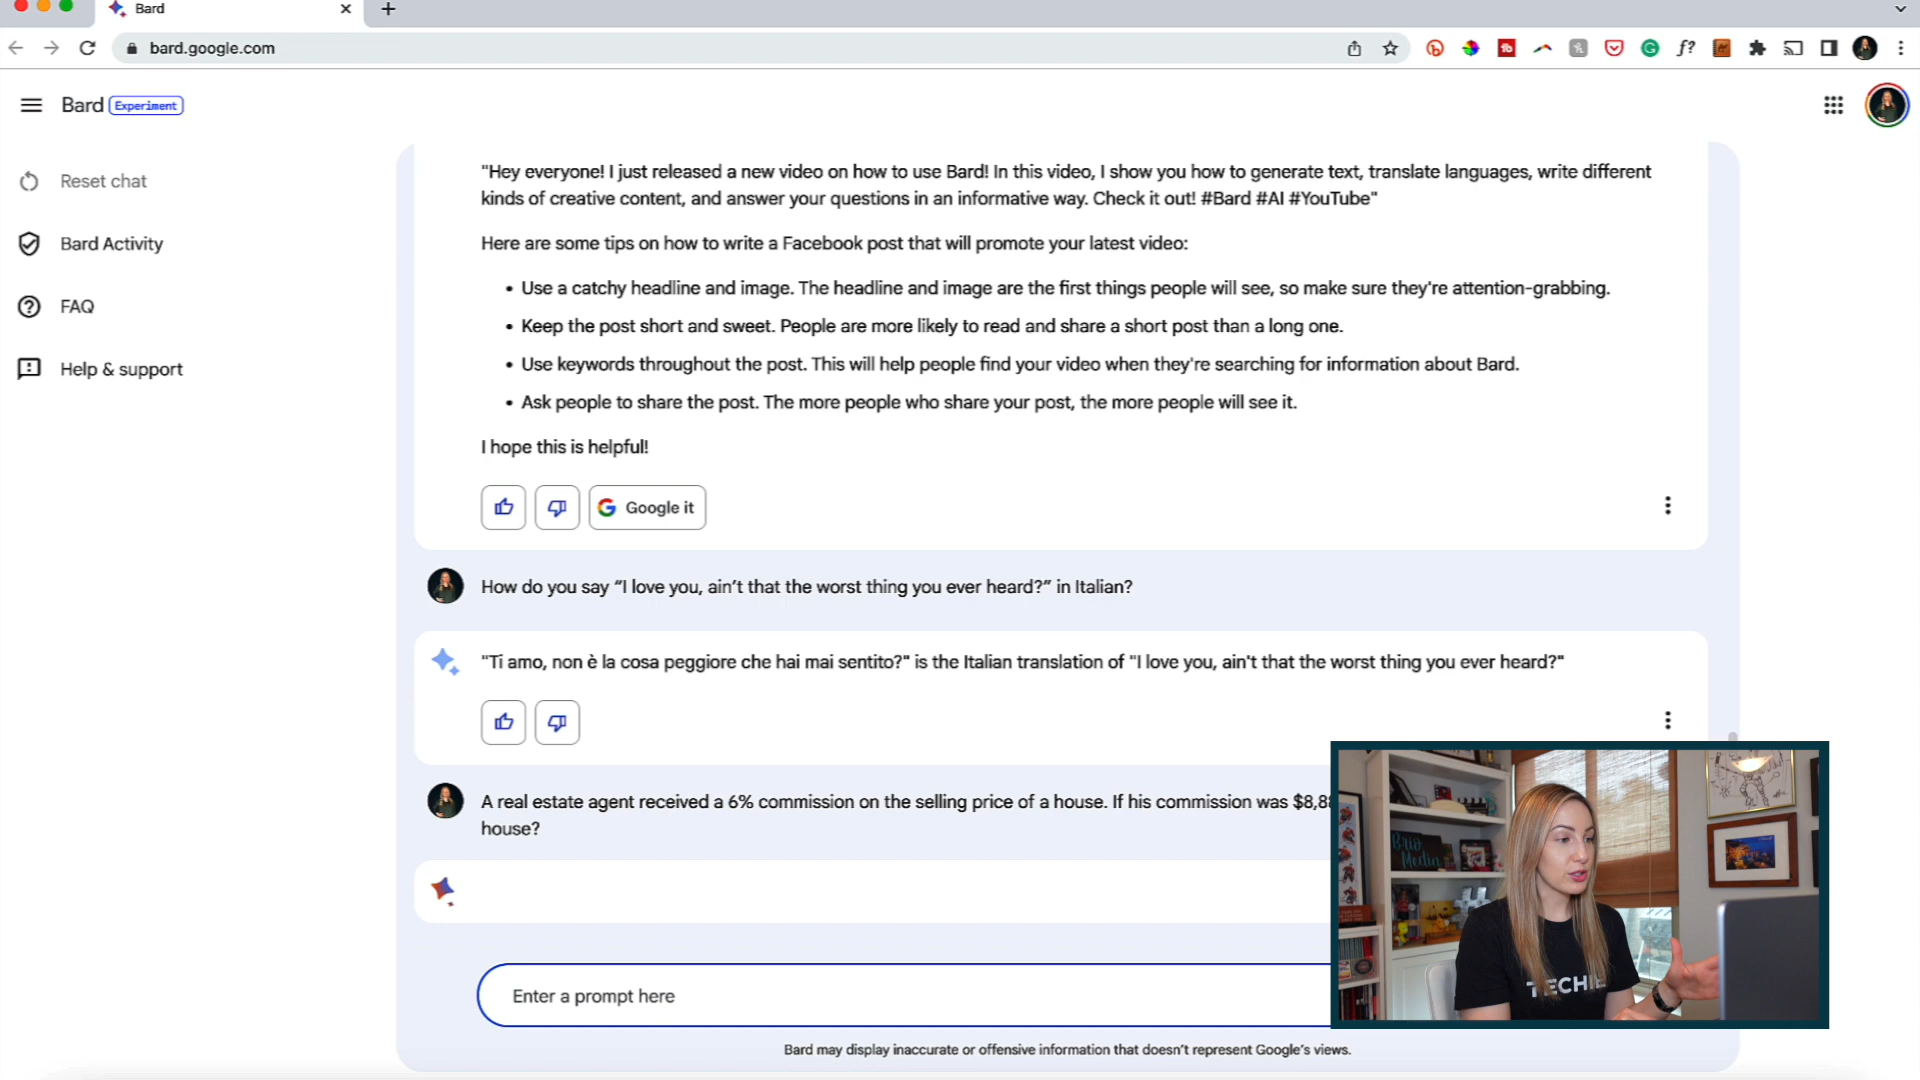 Bard
bard.google.com
Bard Experiment
Reset chat
Bard Activity
FAQ
Help & support
"Hey everyone! I just released a new video on how to use Bard! In this video, I show you how to generate text, translate languages, write different
kinds of creative content, and answer your questions in an informative way. Check it out! #Bard #AI #YouTube"
Here are some tips on how to write a Facebook post that will promote your latest video:
• Use a catchy headline and image. The headline and image are the first things people will see, so make sure they're attention-grabbing.
• Keep the post short and sweet. People are more likely to read and share a short post than a long one.
• Use keywords throughout the post. This will help people find your video when they're searching for information about Bard.
• Ask people to share the post. The more people who share your post, the more people will see it.
I hope this is helpful!
Google it
How do you say “I love you, ain’t that the worst thing you ever heard?” in Italian?
"Ti amo, non è la cosa peggiore che hai mai sentito?" is the Italian translation of "I love you, ain't that the worst thing you ever heard?"
A real estate agent received a 6% commission on the selling price of a house. If his commission was $8,8
house?
Enter a prompt here
Bard may display inaccurate or offensive information that doesn’t represent Google’s views.
Brio
Media
TECHIE